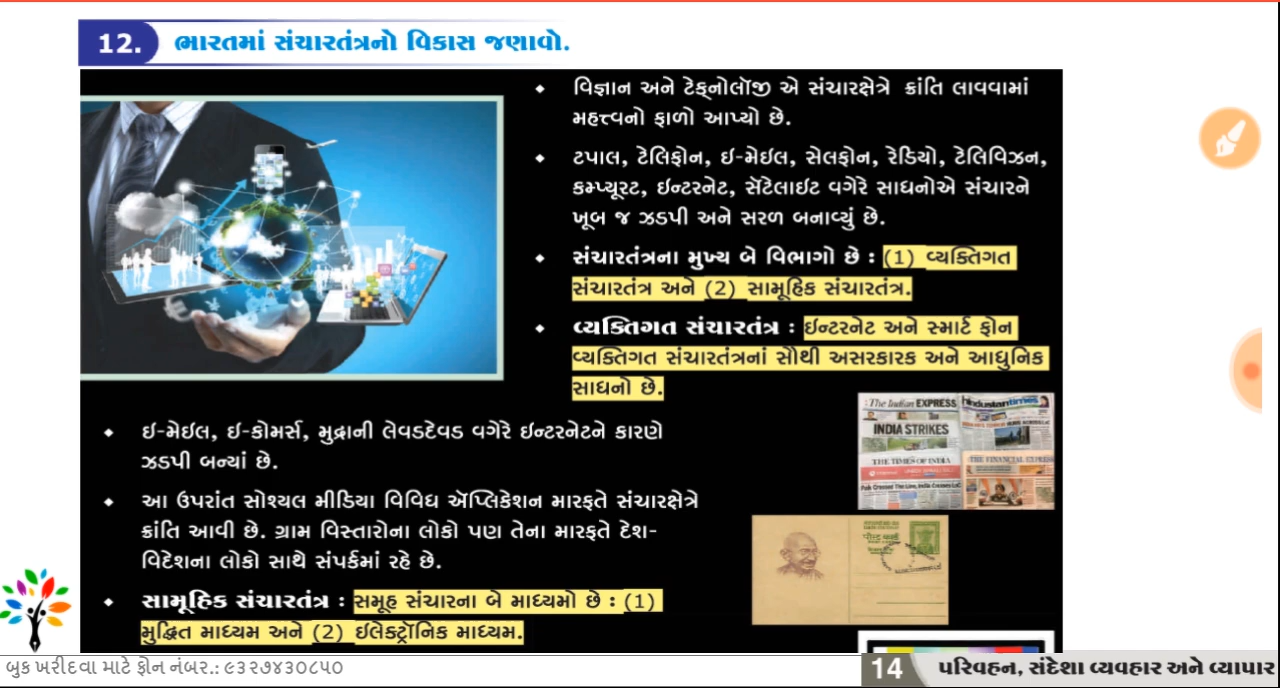 12. ભારતમાં સંચારતંત્રનો વિકાસ જણાવો.
⬥ વિજ્ઞાન અને ટેક્નોલૉજી એ સંચારક્ષેત્રે ક્રાંતિ લાવવામાં
મહત્ત્વનો ફાળો આપ્યો છે.
⬥ ટપાલ, ટેલિફોન, ઇ-મેઇલ, સેલફોન, રેડિયો, ટેલિવિઝન,
કમ્પ્યૂરટ, ઇન્ટરનેટ, સૅટેલાઇટ વગેરે સાધનોએ સંચારને
ખૂબ જ ઝડપી અને સરળ બનાવ્યું છે.
⬥ સંચારતંત્રના મુખ્ય બે વિભાગો છે : (1) વ્યક્તિગત
સંચારતંત્ર અને (2) સામૂહિક સંચારતંત્ર.
⬥ વ્યક્તિગત સંચારતંત્ર : ઇન્ટરનેટ અને સ્માર્ટ ફોન
વ્યક્તિગત સંચારતંત્રનાં સૌથી અસરકારક અને આધુનિક
સાધનો છે.
The Indian EXPRESS hindustantimes
INDIA STRIKES
THE TIMES OF INDIA THE FINANCIAL EXPRESS
⬥ ઇ-મેઇલ, ઇ-કોમર્સ, મુદ્રાની લેવડદેવડ વગેરે ઇન્ટરનેટને કારણે
ઝડપી બન્યાં છે.
⬥ આ ઉપરાંત સોશ્યલ મીડિયા વિવિધ ઍપ્લિકેશન મારફતે સંચારક્ષેત્રે
ક્રાંતિ આવી છે. ગ્રામ વિસ્તારોના લોકો પણ તેના મારફતે દેશ-
વિદેશના લોકો સાથે સંપર્કમાં રહે છે.
⬥ સામૂહિક સંચારતંત્ર : સમૂહ સંચારના બે માધ્યમો છે : (1)
મુદ્રિત માધ્યમ અને (2) ઇલેક્ટ્રૉનિક માધ્યમ.
બુક ખરીદવા માટે ફોન નંબર.: ૯૩૨૭૪૩૦૮૫૦
14 પરિવહન, સંદેશા વ્યવહાર અને વ્યાપાર